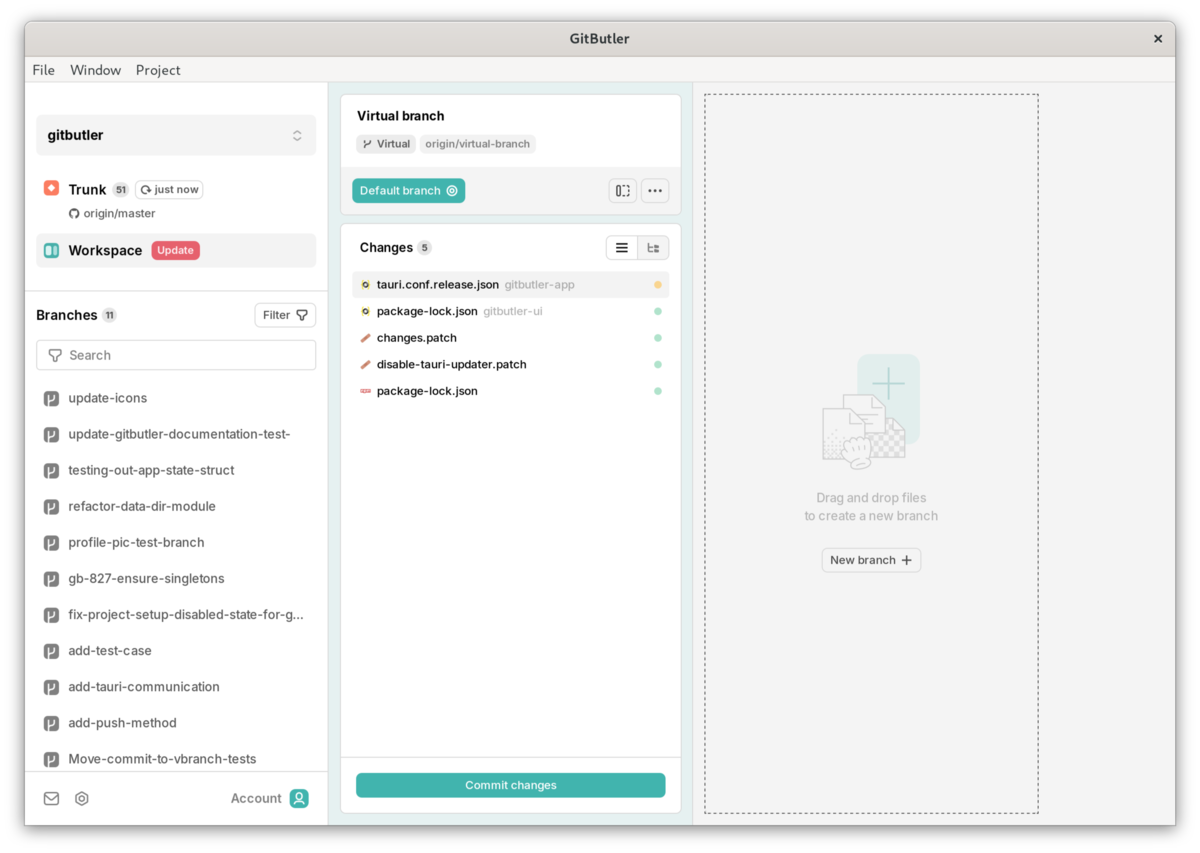 GitButler
File Window Project
gitbutler
Trunk 51 just now
origin/master
Workspace Update
Branches 11 Filter
Search
update-icons
update-gitbutler-documentation-test-
testing-out-app-state-struct
refactor-data-dir-module
profile-pic-test-branch
gb-827-ensure-singletons
fix-project-setup-disabled-state-for-g...
add-test-case
add-tauri-communication
add-push-method
Move-commit-to-vbranch-tests
Account
Virtual branch
Virtual origin/virtual-branch
Default branch
Changes 5
tauri.conf.release.json gitbutler-app
package-lock.json gitbutler-ui
changes.patch
disable-tauri-updater.patch
package-lock.json
Commit changes
Drag and drop files
to create a new branch
New branch